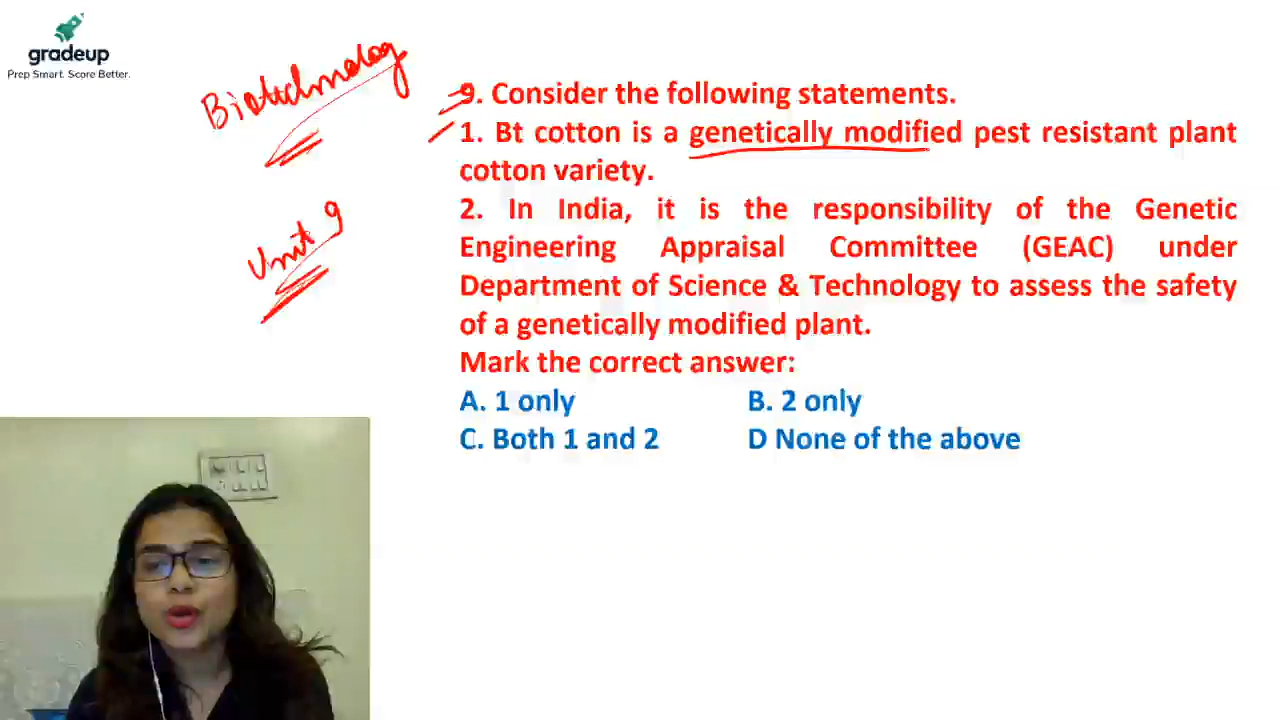 gradeup
Prep Smart. Score Better.
Biotechnolog
Unit 9
9. Consider the following statements.
1. Bt cotton is a genetically modified pest resistant plant
cotton variety.
2. In India, it is the responsibility of the Genetic
Engineering Appraisal Committee (GEAC) under
Department of Science & Technology to assess the safety
of a genetically modified plant.
Mark the correct answer:
A. 1 only B. 2 only
C. Both 1 and 2 D None of the above